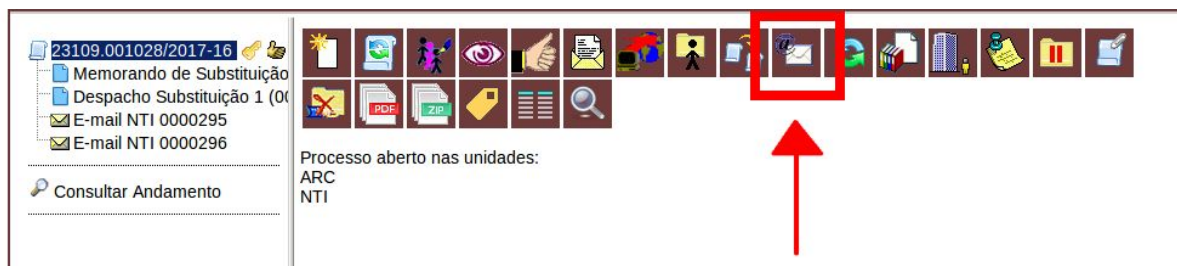 23109.001028/2017-16
Memorando de Substituição
Despacho Substituição 1 (00
E-mail NTI 0000295
E-mail NTI 0000296
Consultar Andamento
@
PDF
ZIP
Processo aberto nas unidades:
ARC
NTI